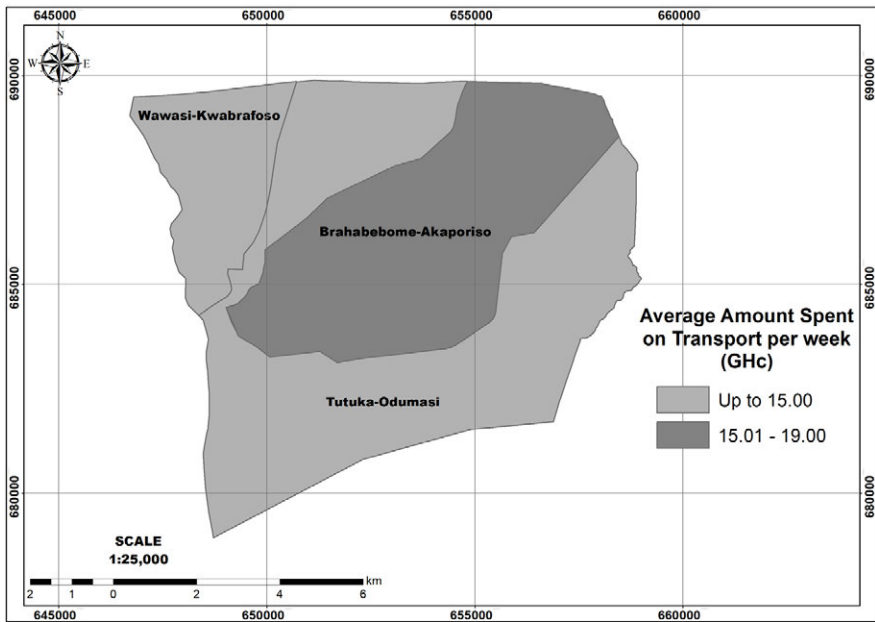 645000 650000 655000 660000
N
W E
S
690000 690000
Wawasi-Kwabrafoso
Brahabebome-Akaporiso
685000 685000
Average Amount Spent
on Transport per week
(GHc)
Up to 15.00
15.01 - 19.00
Tutuka-Odumasi
680000 680000
SCALE
1:25,000
km
2 1 0 2 4 6
645000 650000 655000 660000